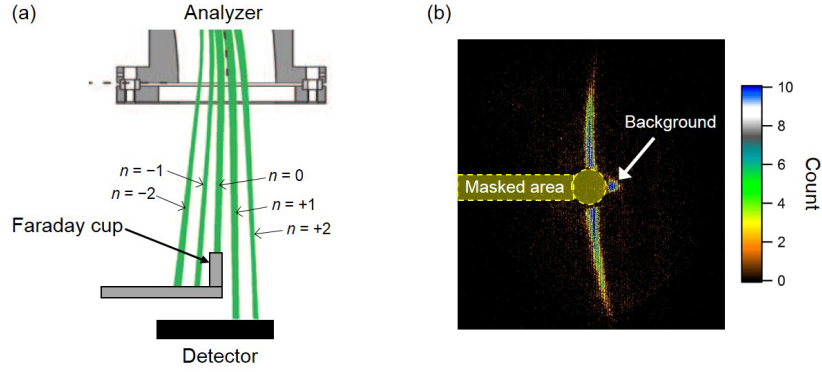 (a)
Analyzer
n = −1
n = −2
n = 0
n = +1
n = +2
Faraday cup
Detector
(b)
Background
Masked area
10
8
6
4
2
0
Count